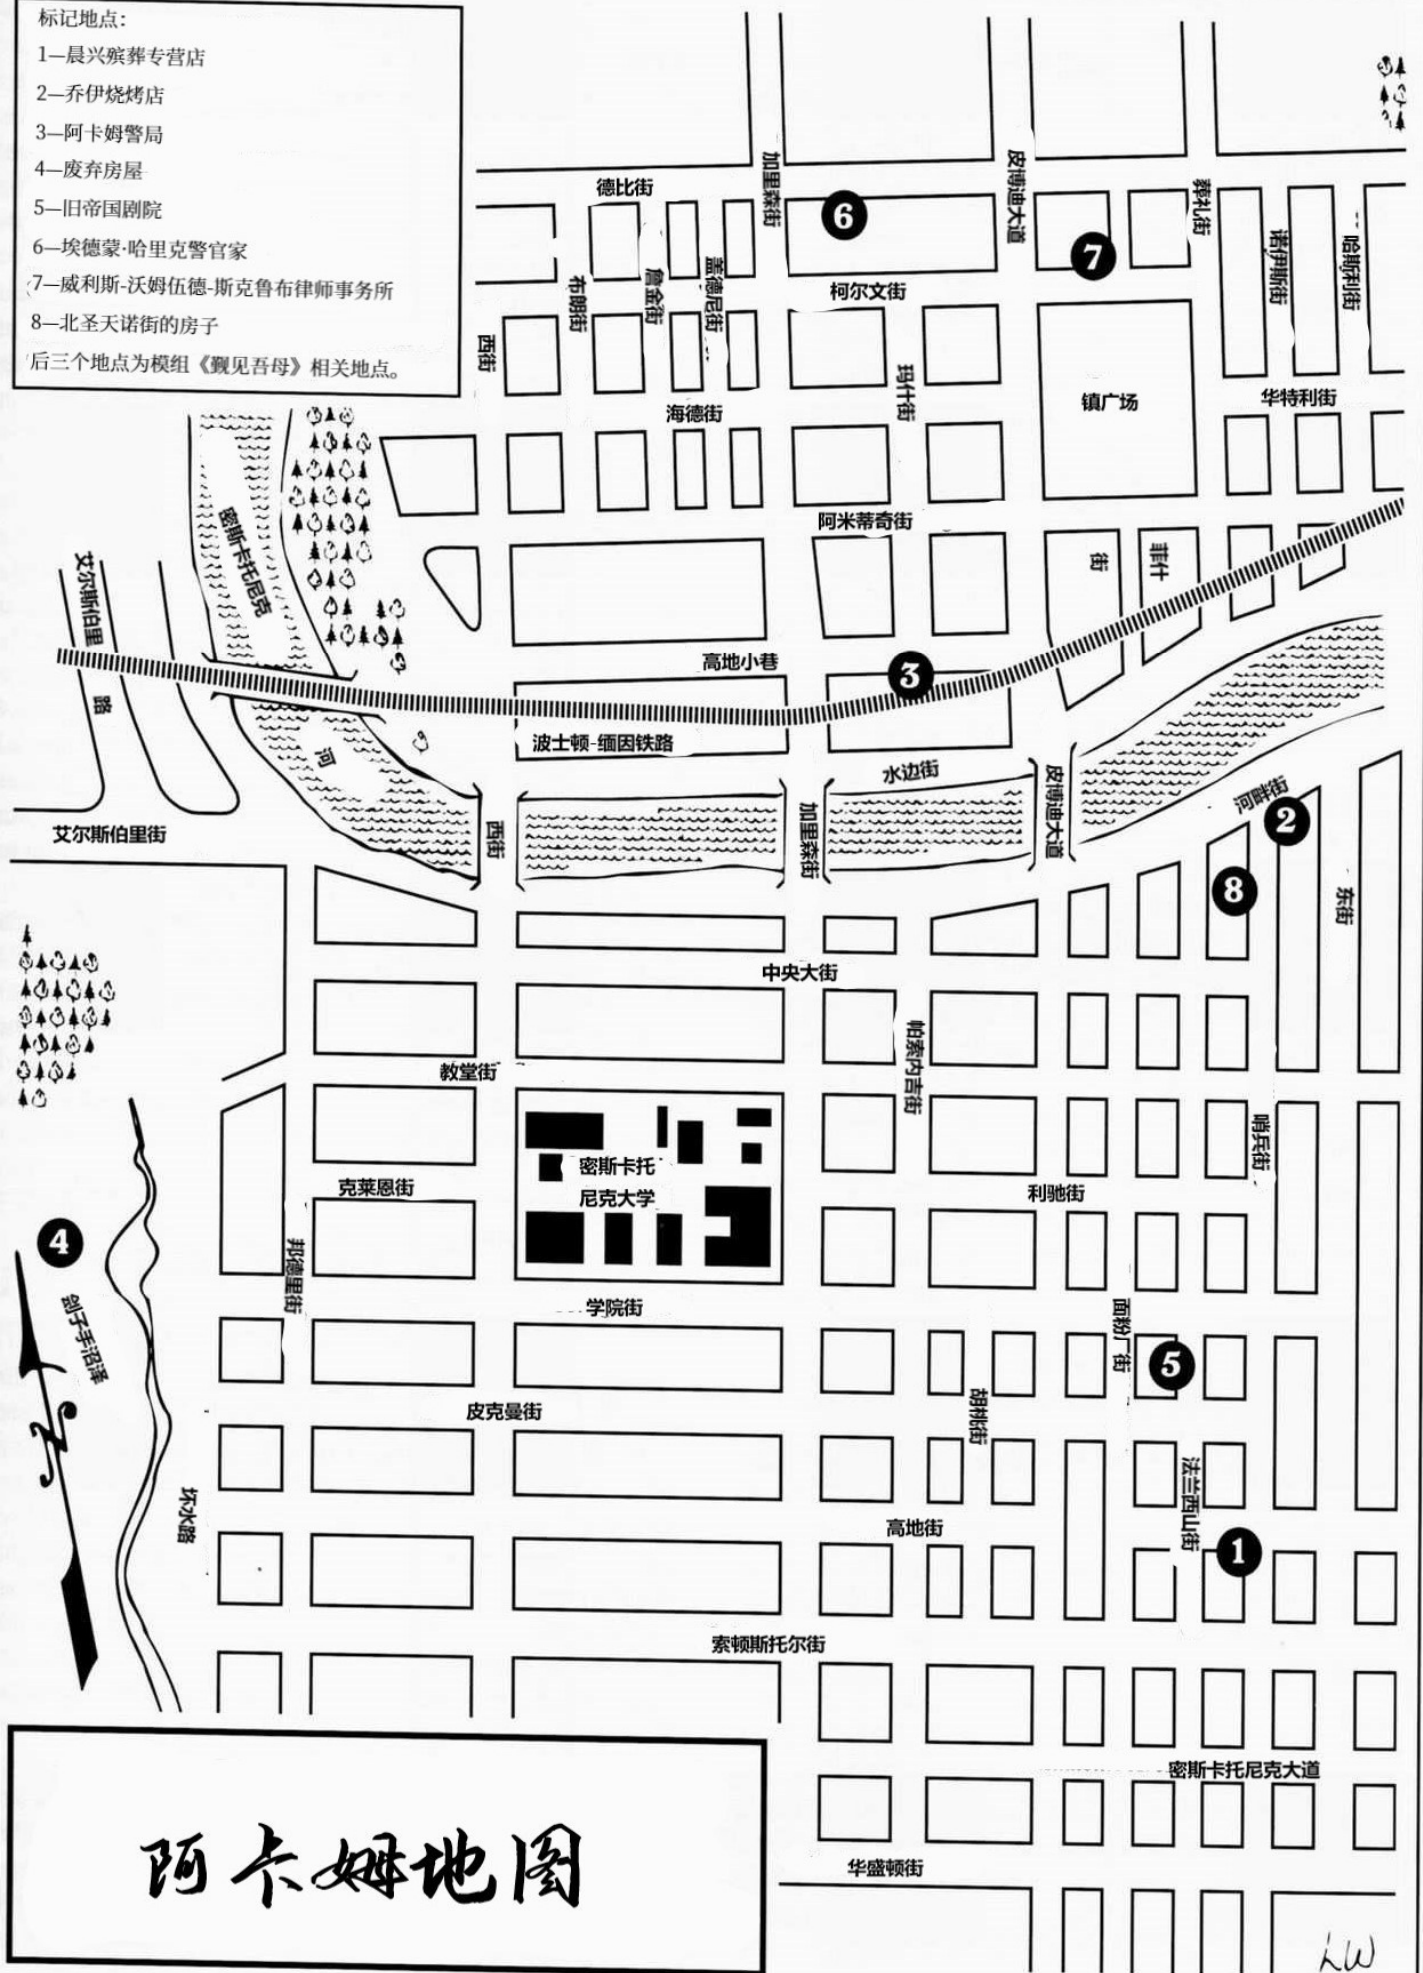 标记地点：
1—晨兴殡葬专营店
2—乔伊烧烤店
3—阿卡姆警局
4—废弃房屋
5—旧帝国剧院
6—埃德蒙·哈里克警官家
7—威利斯-沃姆伍德-斯克鲁布律师事务所
8—北圣天诺街的房子
后三个地点为模组《觐见吾母》相关地点。
德比街
加里森街
皮博迪大道
葬礼街
诺伊斯街
哈斯利街
6
7
布朗街
詹金街
盖德尼街
柯尔文街
西街
玛什街
镇广场
华特利街
海德街
阿米蒂奇街
密斯卡托尼克
河
艾尔斯伯里
路
街
菲什
高地小巷
3
波士顿-缅因铁路
水边街
河畔街
2
艾尔斯伯里街
西街
加里森街
皮博迪大道
8
东街
中央大街
教堂街
帕索内吉街
密斯卡托
尼克大学
哨兵街
克莱恩街
利驰街
4
邦德里街
学院街
面粉厂街
5
刽子手沼泽
皮克曼街
胡桃街
坏水路
高地街
法兰西山街
1
索顿斯托尔街
密斯卡托尼克大道
华盛顿街
阿卡姆地图
LW